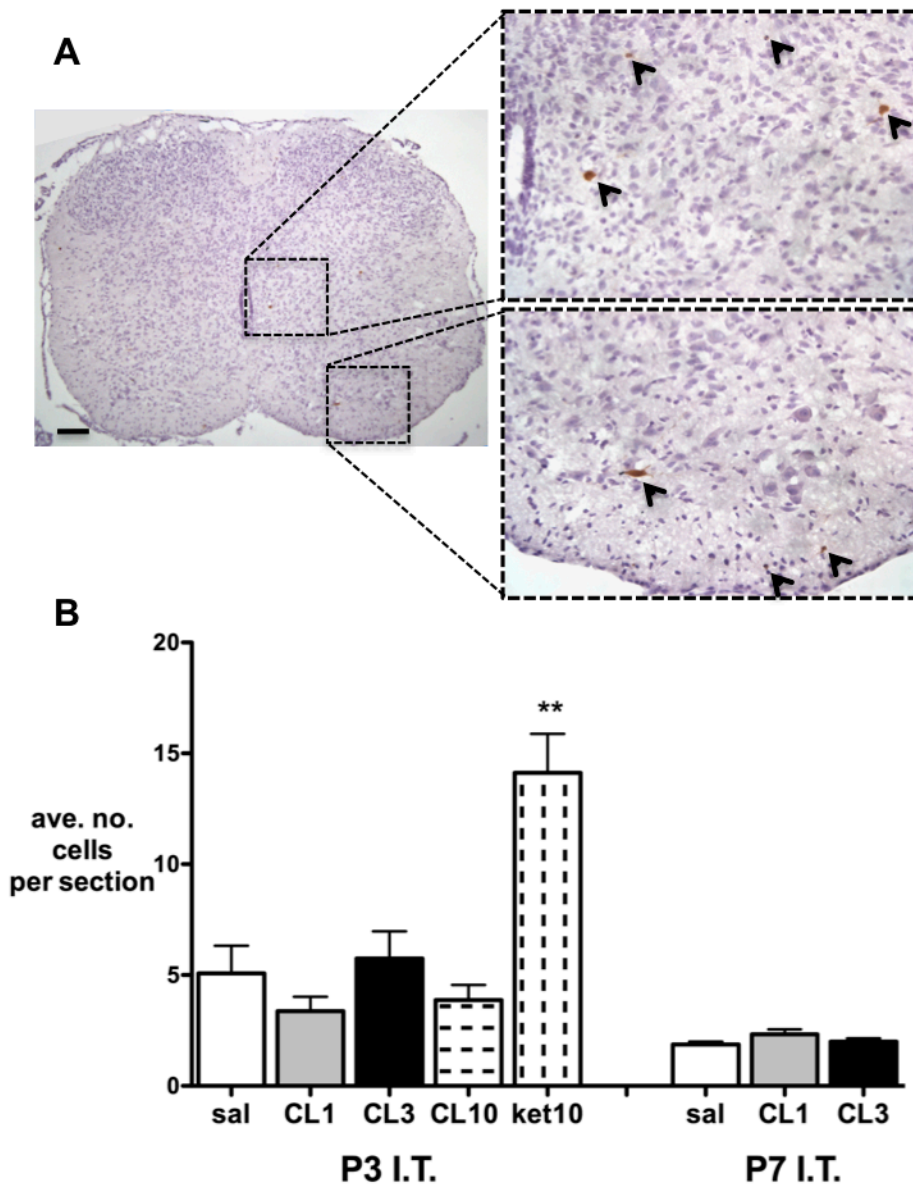 A
B
20
15
10
5
0
ave. no.
cells
per section
**
sal CL1 CL3 CL10 ket10 sal CL1 CL3
P3 I.T. P7 I.T.